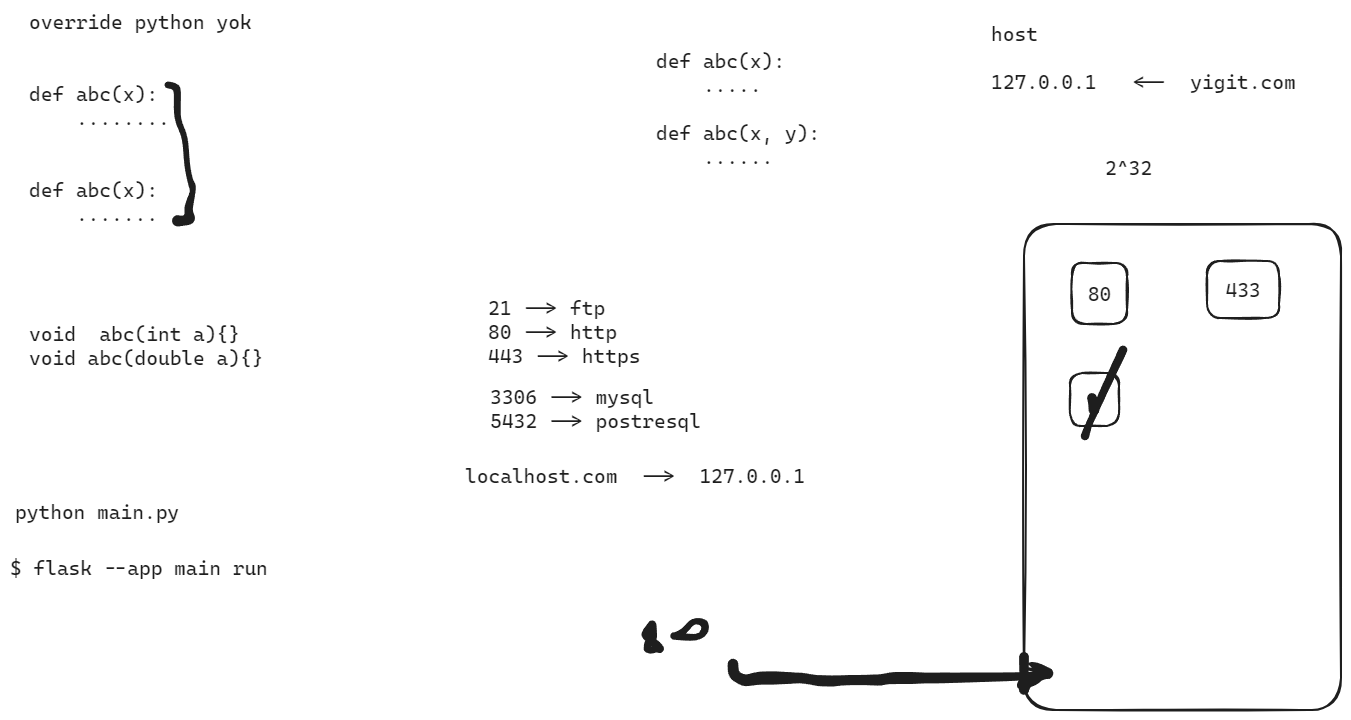 override python yok
def abc(x):
........
def abc(x):
.......
void  abc(int a){}
void abc(double a){}
python main.py
$ flask --app main run
def abc(x):
.....
def abc(x, y):
......
21 → ftp
80 → http
443 → https
3306 → mysql
5432 → postresql
localhost.com → 127.0.0.1
host
127.0.0.1 ← yigit.com
2^32
80
433